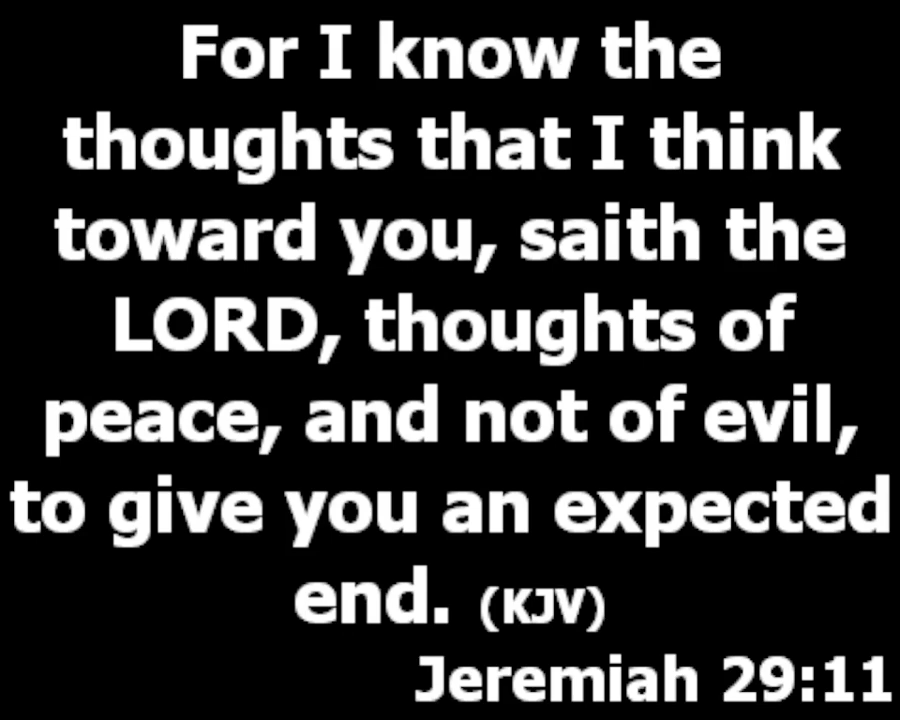 For I know the
thoughts that I think
toward you, saith the
LORD, thoughts of
peace, and not of evil,
to give you an expected
end. (KJV)
Jeremiah 29:11